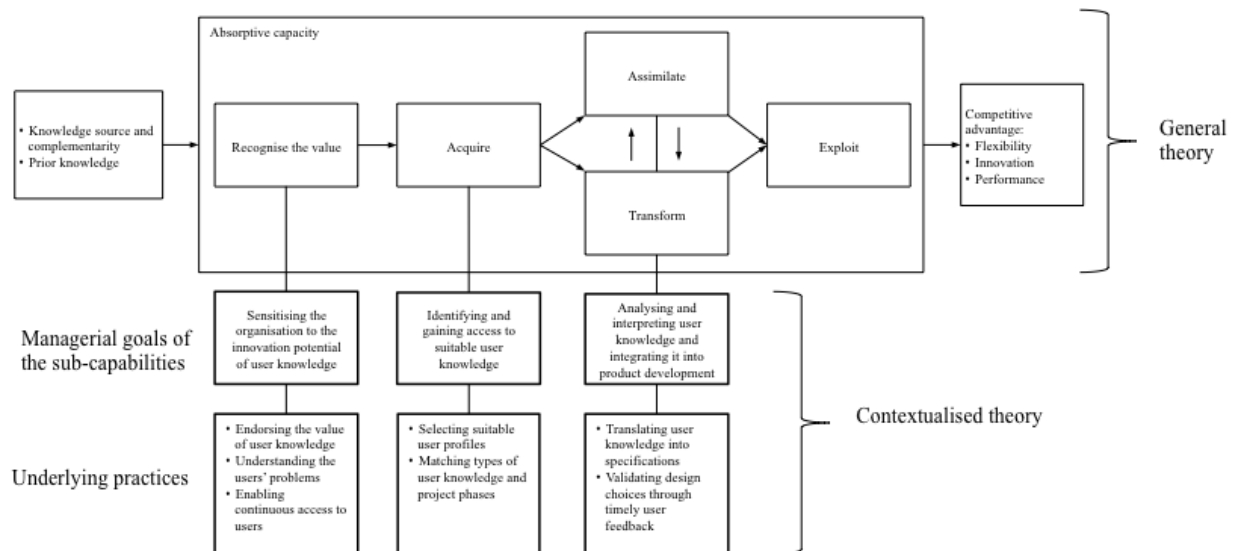 Absorptive capacity
• Knowledge source and
complementarity
• Prior knowledge
Recognise the value
Acquire
Assimilate
Transform
Exploit
Competitive
advantage:
• Flexibility
• Innovation
• Performance
General
theory
Managerial goals of
the sub-capabilities
Sensitising the
organisation to the
innovation potential
of user knowledge
Identifying and
gaining access to
suitable user
knowledge
Analysing and
interpreting user
knowledge and
integrating it into
product development
Contextualised theory
Underlying practices
• Endorsing the value
of user knowledge
• Understanding the
users' problems
• Enabling
continuous access to
users
• Selecting suitable
user profiles
• Matching types of
user knowledge and
project phases
• Translating user
knowledge into
specifications
• Validating design
choices through
timely user
feedback